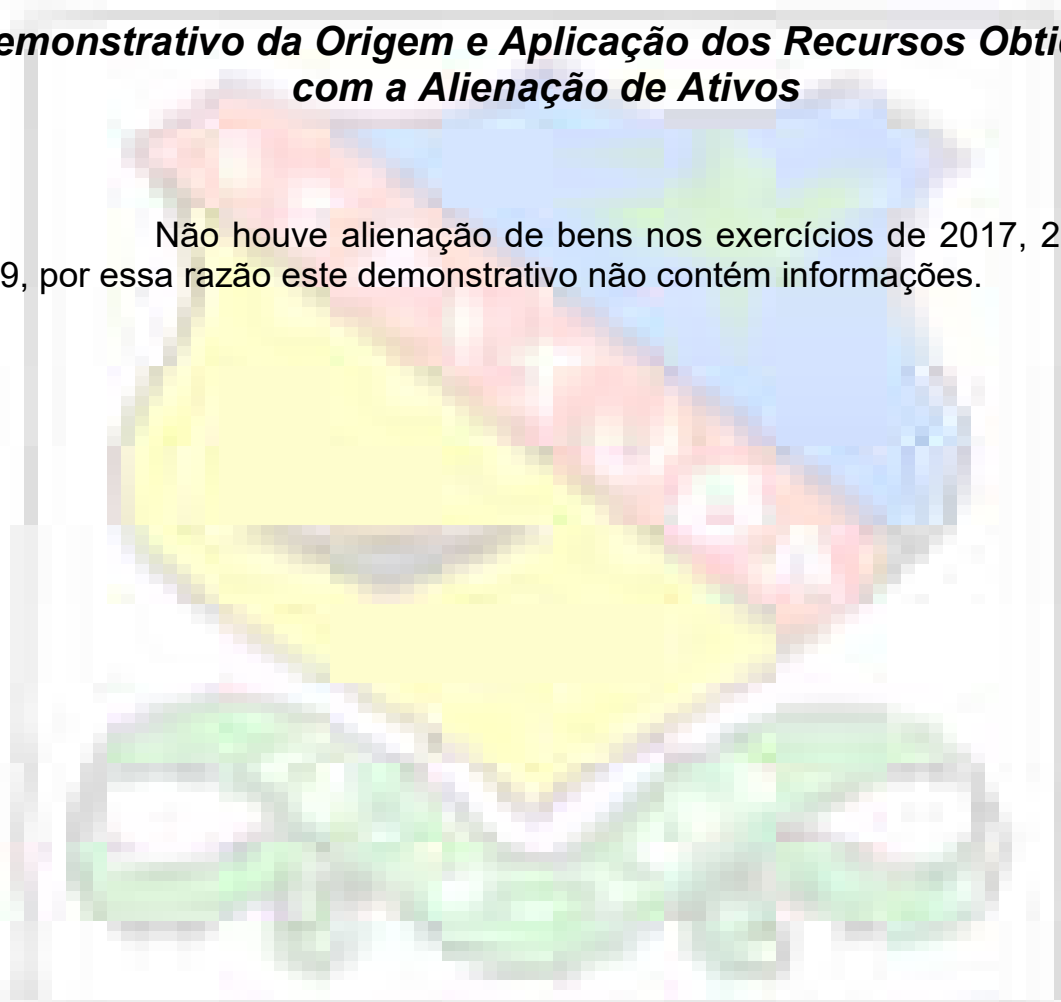 emonstrativo da Origem e Aplicação dos Recursos Obti
com a Alienação de Ativos
Não houve alienação de bens nos exercícios de 2017, 2
9, por essa razão este demonstrativo não contém informações.